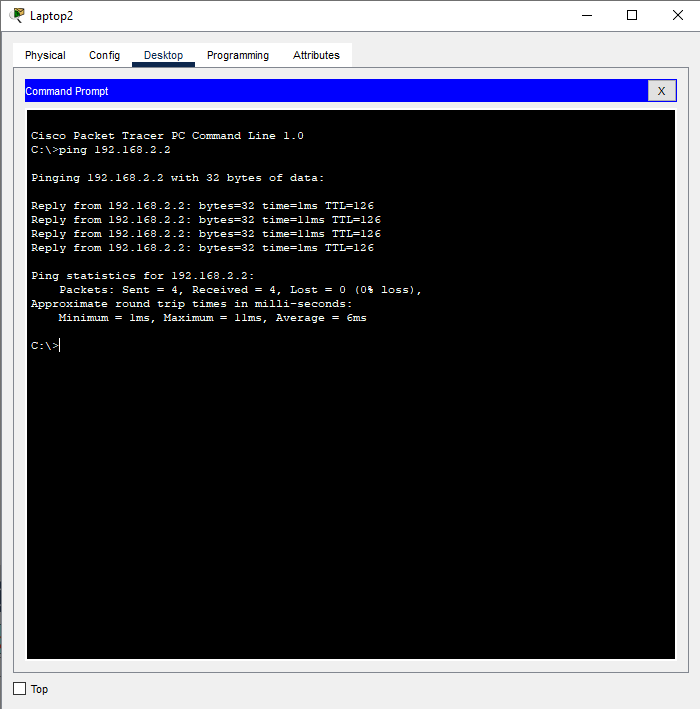 Laptop2
Physical Config Desktop Programming Attributes
Command Prompt X
Cisco Packet Tracer PC Command Line 1.0
C:\>ping 192.168.2.2
Pinging 192.168.2.2 with 32 bytes of data:
Reply from 192.168.2.2: bytes=32 time=1ms TTL=126
Reply from 192.168.2.2: bytes=32 time=11ms TTL=126
Reply from 192.168.2.2: bytes=32 time=11ms TTL=126
Reply from 192.168.2.2: bytes=32 time=1ms TTL=126
Ping statistics for 192.168.2.2:
Packets: Sent = 4, Received = 4, Lost = 0 (0% loss),
Approximate round trip times in milli-seconds:
Minimum = 1ms, Maximum = 11ms, Average = 6ms
C:\>
Top